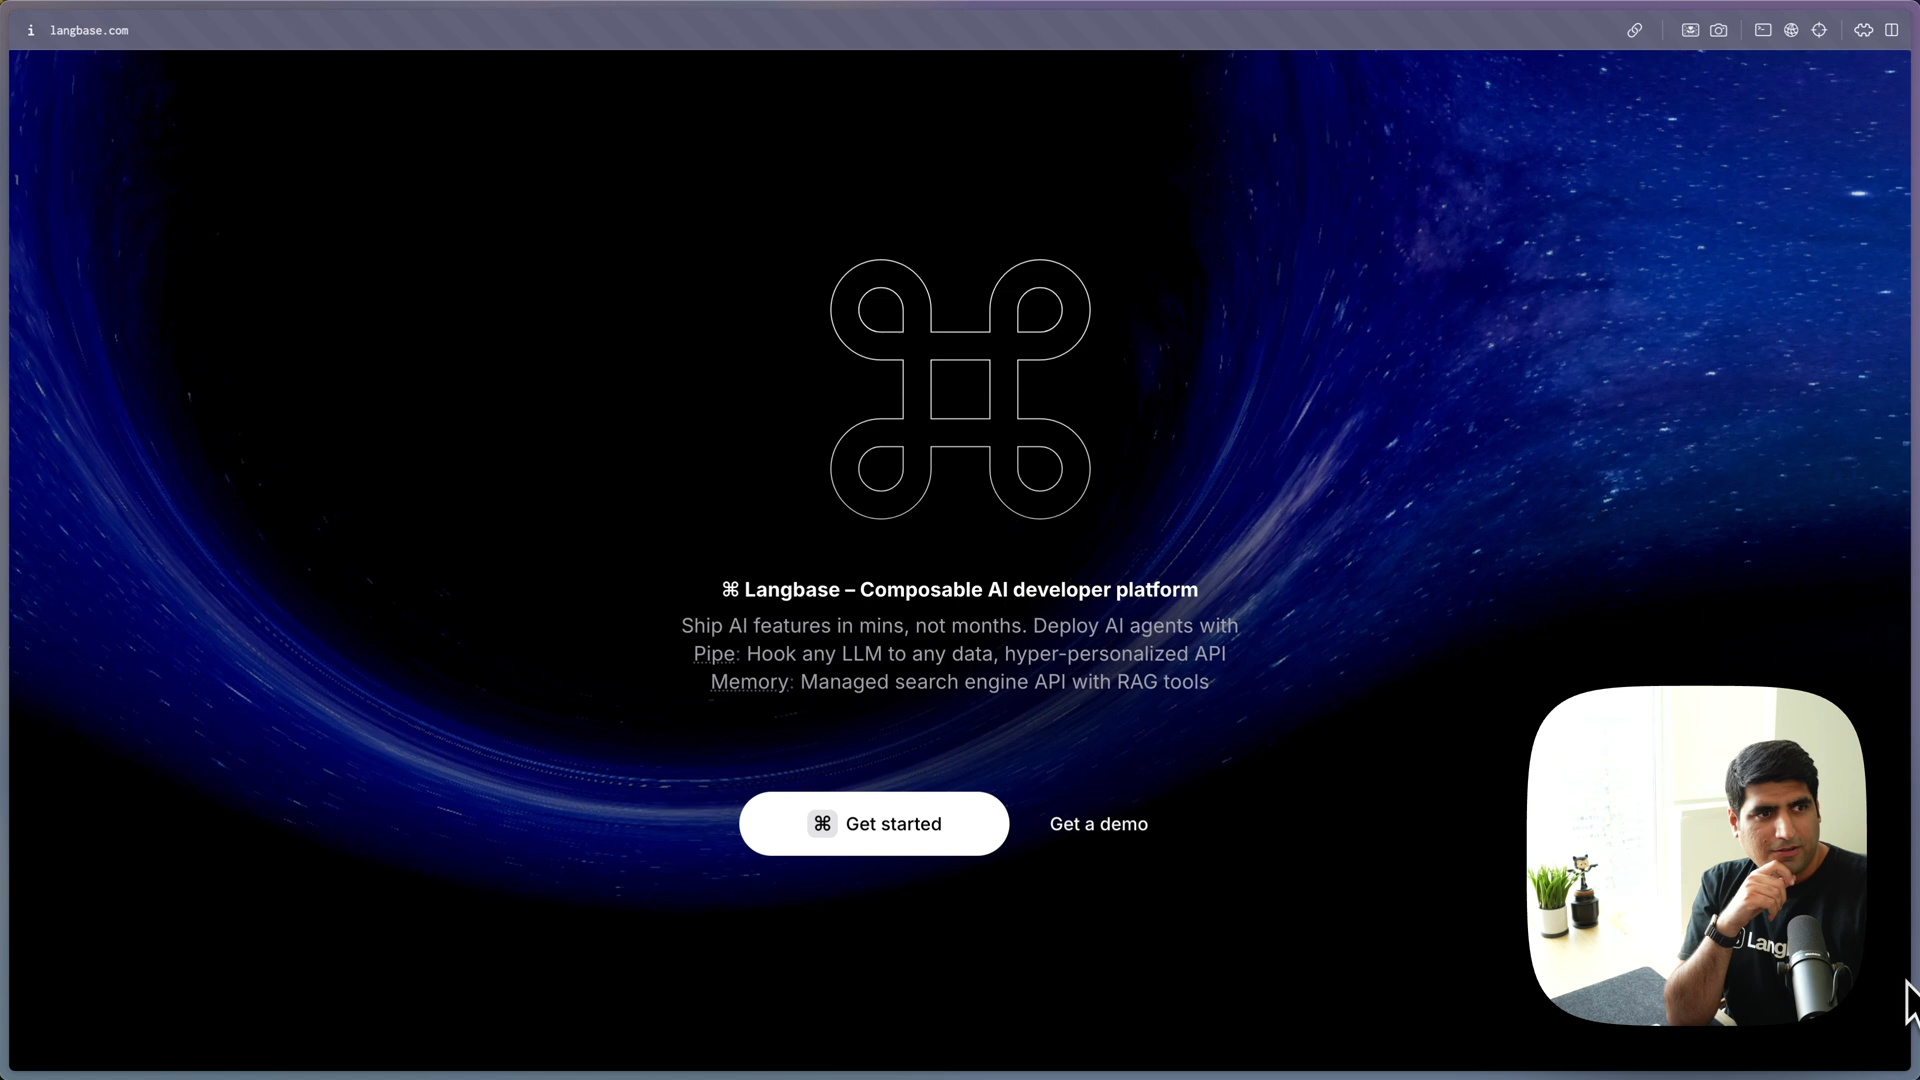 i langbase.com
⌘ Langbase – Composable AI developer platform
Ship AI features in mins, not months. Deploy AI agents with
Pipe: Hook any LLM to any data, hyper-personalized API
Memory: Managed search engine API with RAG tools
⌘ Get started
Get a demo
Lang